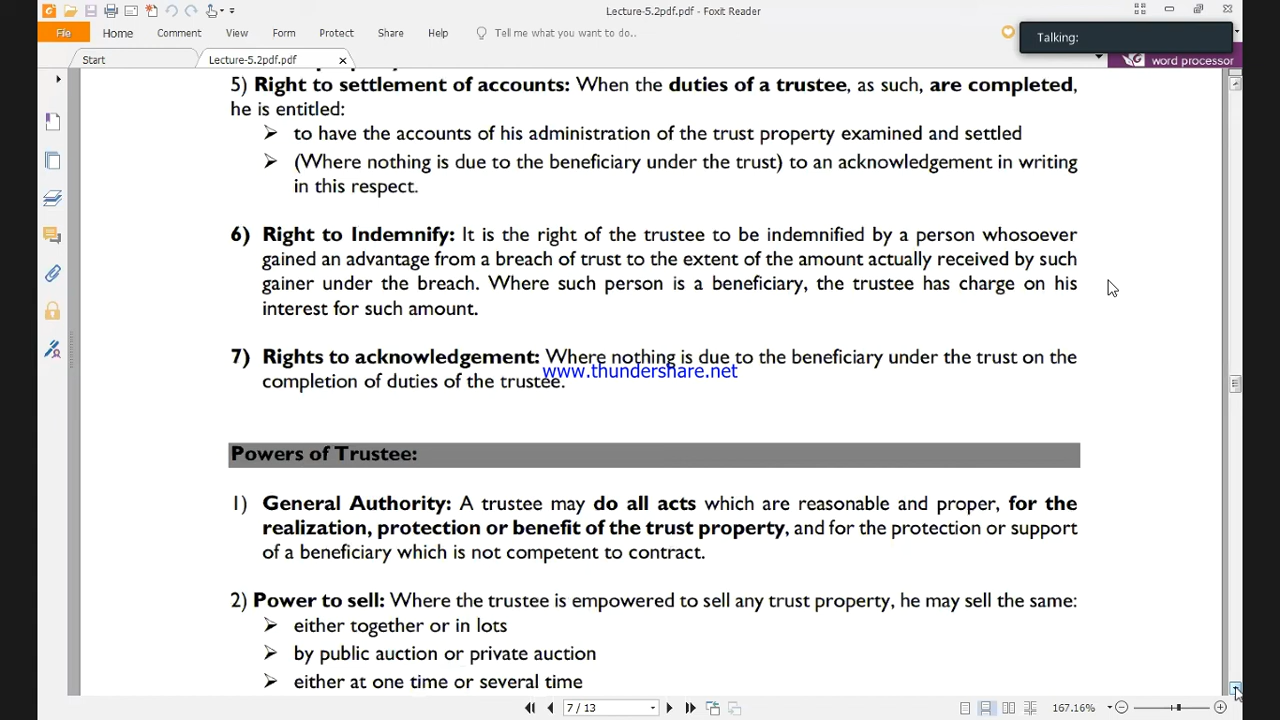 Lecture-5.2pdf.pdf - Foxit Reader
File Home Comment View Form Protect Share Help Tell me what you want to do..
Talking:
Start Lecture-5.2pdf.pdf
word processor
5) Right to settlement of accounts: When the duties of a trustee, as such, are completed,
he is entitled:
➢ to have the accounts of his administration of the trust property examined and settled
➢ (Where nothing is due to the beneficiary under the trust) to an acknowledgement in writing
in this respect.
6) Right to Indemnify: It is the right of the trustee to be indemnified by a person whosoever
gained an advantage from a breach of trust to the extent of the amount actually received by such
gainer under the breach. Where such person is a beneficiary, the trustee has charge on his
interest for such amount.
7) Rights to acknowledgement: Where nothing is due to the beneficiary under the trust on the
www.thundershare.net
completion of duties of the trustee.
Powers of Trustee:
1) General Authority: A trustee may do all acts which are reasonable and proper, for the
realization, protection or benefit of the trust property, and for the protection or support
of a beneficiary which is not competent to contract.
2) Power to sell: Where the trustee is empowered to sell any trust property, he may sell the same:
➢ either together or in lots
➢ by public auction or private auction
➢ either at one time or several time
7 / 13
167.16%